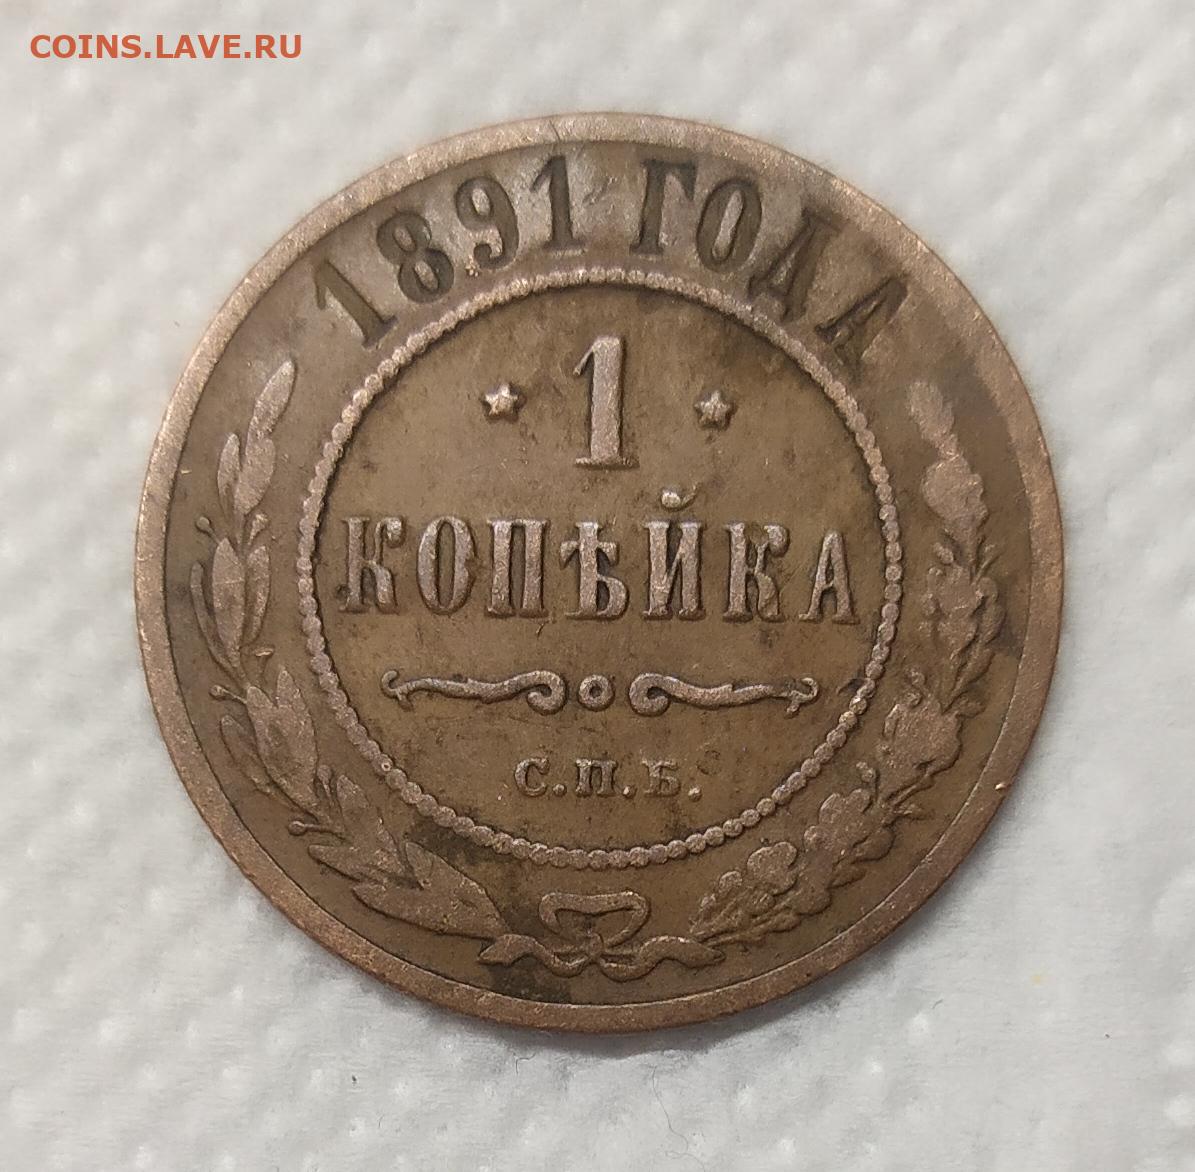 COINS.LAVE.RU
1891 ГОДА
1
КОПѢЙКА
С.П.Б.